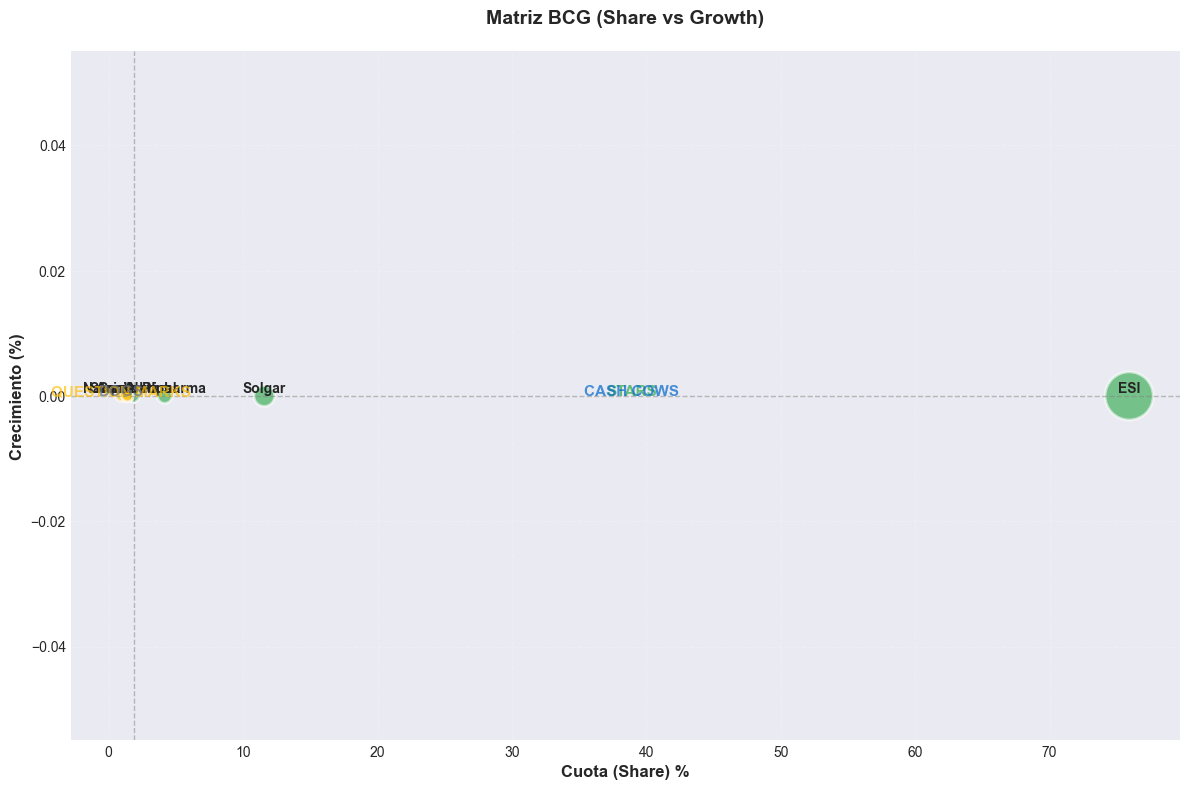 Matriz BCG (Share vs Growth)
0.04
0.02
0.00
−0.02
−0.04
Crecimiento (%)
Solgar
CASH COWS
STARS
ESI
0
10
20
30
40
50
60
70
Cuota (Share) %